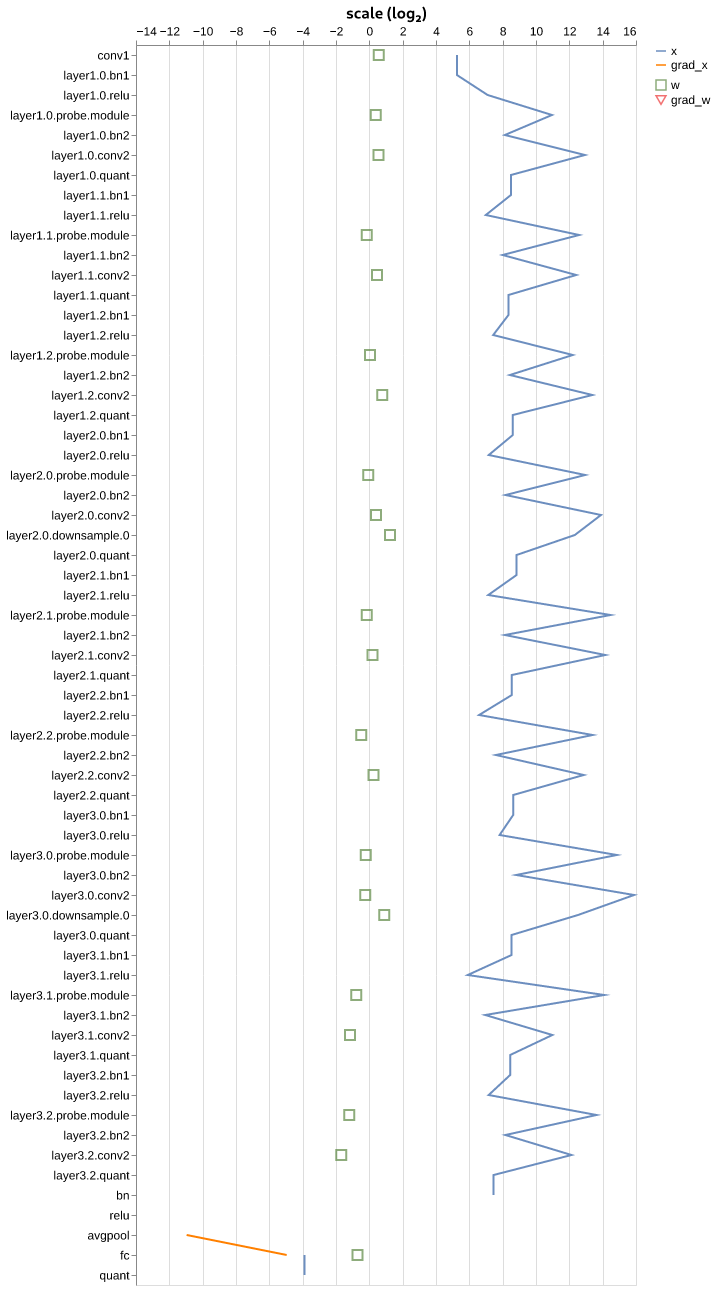 scale (log₂)
−14 −12 −10 −8 −6 −4 −2 0 2 4 6 8 10 12 14 16
conv1
layer1.0.bn1
layer1.0.relu
layer1.0.probe.module
layer1.0.bn2
layer1.0.conv2
layer1.0.quant
layer1.1.bn1
layer1.1.relu
layer1.1.probe.module
layer1.1.bn2
layer1.1.conv2
layer1.1.quant
layer1.2.bn1
layer1.2.relu
layer1.2.probe.module
layer1.2.bn2
layer1.2.conv2
layer1.2.quant
layer2.0.bn1
layer2.0.relu
layer2.0.probe.module
layer2.0.bn2
layer2.0.conv2
layer2.0.downsample.0
layer2.0.quant
layer2.1.bn1
layer2.1.relu
layer2.1.probe.module
layer2.1.bn2
layer2.1.conv2
layer2.1.quant
layer2.2.bn1
layer2.2.relu
layer2.2.probe.module
layer2.2.bn2
layer2.2.conv2
layer2.2.quant
layer3.0.bn1
layer3.0.relu
layer3.0.probe.module
layer3.0.bn2
layer3.0.conv2
layer3.0.downsample.0
layer3.0.quant
layer3.1.bn1
layer3.1.relu
layer3.1.probe.module
layer3.1.bn2
layer3.1.conv2
layer3.1.quant
layer3.2.bn1
layer3.2.relu
layer3.2.probe.module
layer3.2.bn2
layer3.2.conv2
layer3.2.quant
bn
relu
avgpool
fc
quant
x
grad_x
w
grad_w